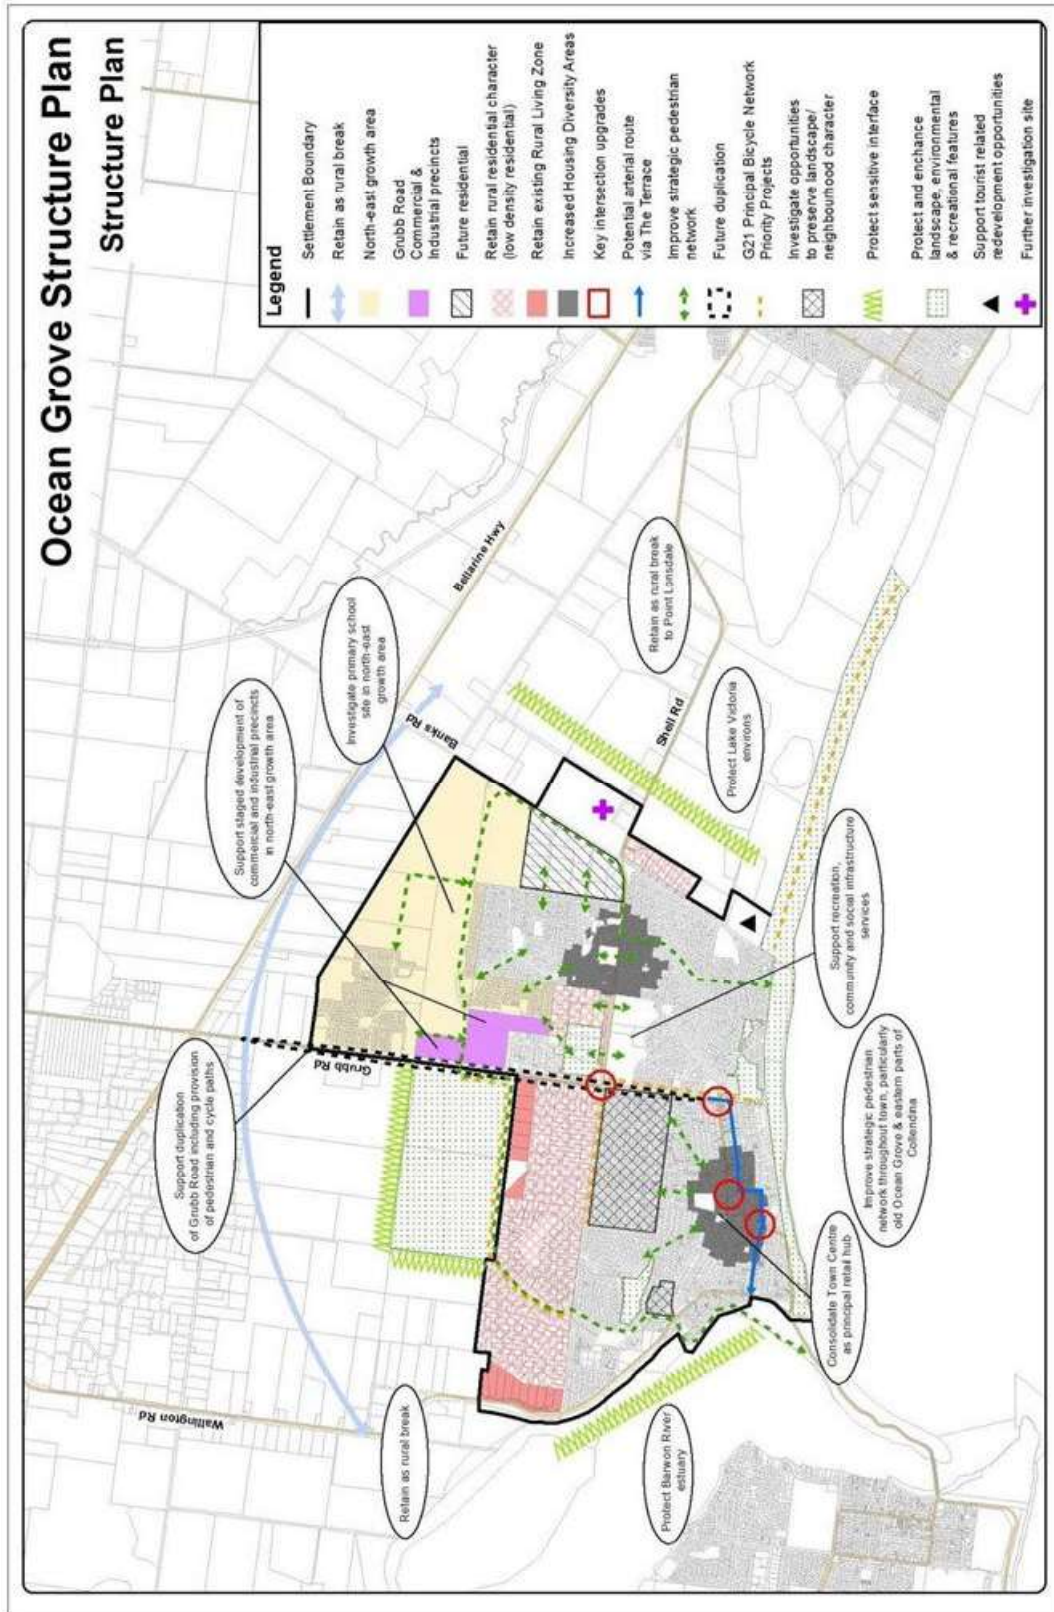 Ocean Grove Structure Plan
Structure Plan
Legend
Settlement Boundary
Retain as rural break
North-east growth area
Grubb Road
Commercial &
Industrial precincts
Future residential
Retain rural residential character
(low density residential)
Retain existing Rural Living Zone
Increased Housing Diversity Areas
Key intersection upgrades
Potential arterial route
via The Terrace
Improve strategic pedestrian
network
Future duplication
G21 Principal Bicycle Network
Priority Projects
Investigate opportunities
to preserve landscape/
neighbourhood character
Protect sensitive interface
Protect and enchance
landscape, environmental
& recreational features
Support tourist related
redevelopment opportunities
Further investigation site
Wallington Rd
Retain as rural break
Support duplication
of Grubb Road including provision
of pedestrian and cycle paths
Grubb Rd
Support staged development of
commercial and industrial precincts
in north-east growth area
Investigate primary school
site in north-east
growth area
Bellarine Hwy
Banks Rd
Retain as rural break
to Point Lonsdale
Shell Rd
Protect Lake Victoria
environs
Support recreation,
community and social infrastructure
services
Improve strategic pedestrian
network throughout town, particularly
old Ocean Grove & eastern parts of
Collendina
Consolidate Town Centre
as principal retail hub
Protect Barwon River
estuary